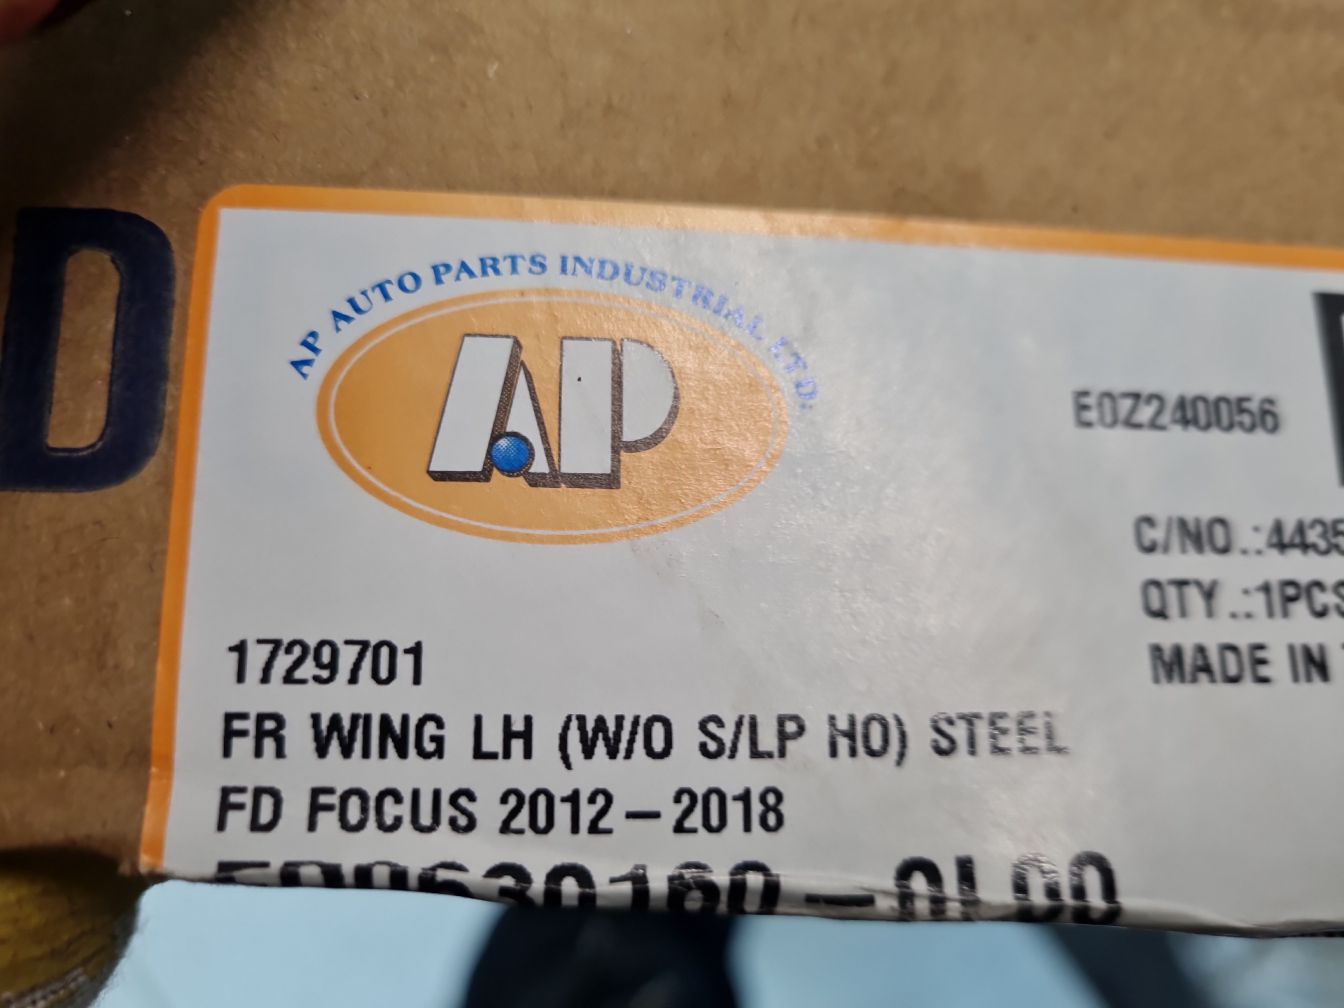 D
AP AUTO PARTS INDUSTRIAL LTD.
AP
E0Z240056
C/NO.:4435
QTY.:1PCS
MADE IN
1729701
FR WING LH (W/O S/LP HO) STEEL
FD FOCUS 2012-2018